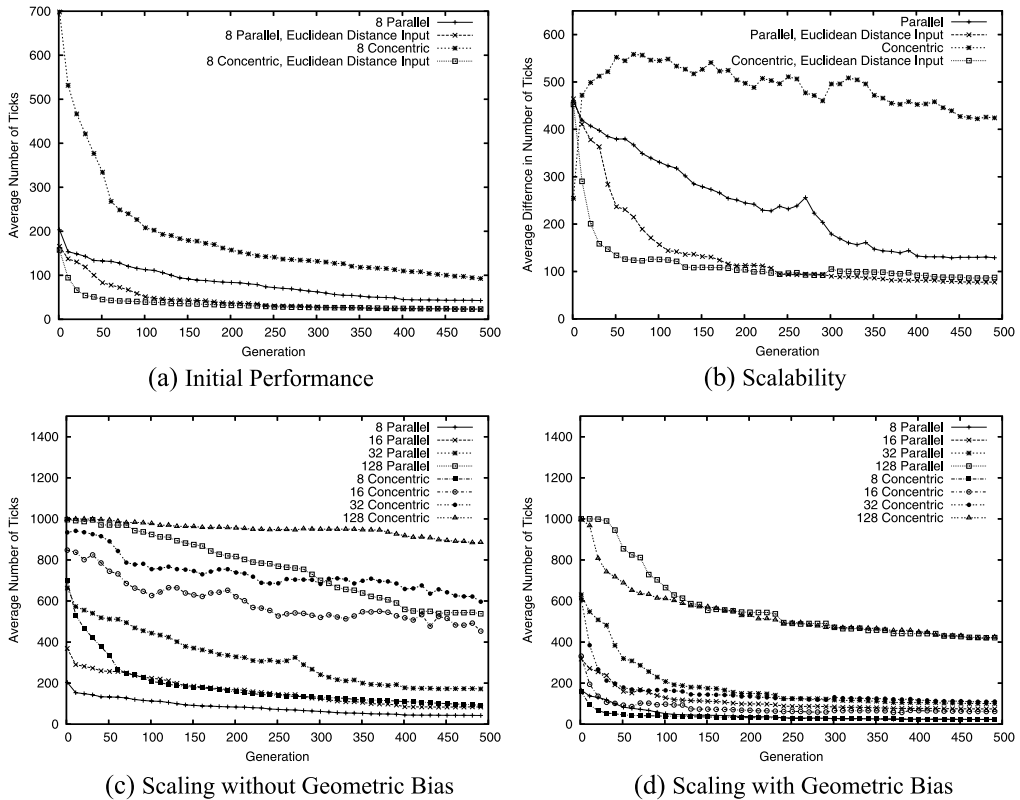 700
600
500
400
300
200
100
0
Average Number of Ticks
8 Parallel
8 Parallel, Euclidean Distance Input
8 Concentric
8 Concentric, Euclidean Distance Input
0 50 100 150 200 250 300 350 400 450 500
Generation
(a) Initial Performance
600
500
400
300
200
100
0
Average Differnce in Number of Ticks
Parallel
Parallel, Euclidean Distance Input
Concentric
Concentric, Euclidean Distance Input
0 50 100 150 200 250 300 350 400 450 500
Generation
(b) Scalability
1400
1200
1000
800
600
400
200
0
Average Number of Ticks
8 Parallel
16 Parallel
32 Parallel
128 Parallel
8 Concentric
16 Concentric
32 Concentric
128 Concentric
0 50 100 150 200 250 300 350 400 450 500
Generation
(c) Scaling without Geometric Bias
1400
1200
1000
800
600
400
200
0
Average Number of Ticks
8 Parallel
16 Parallel
32 Parallel
128 Parallel
8 Concentric
16 Concentric
32 Concentric
128 Concentric
0 50 100 150 200 250 300 350 400 450 500
Generation
(d) Scaling with Geometric Bias